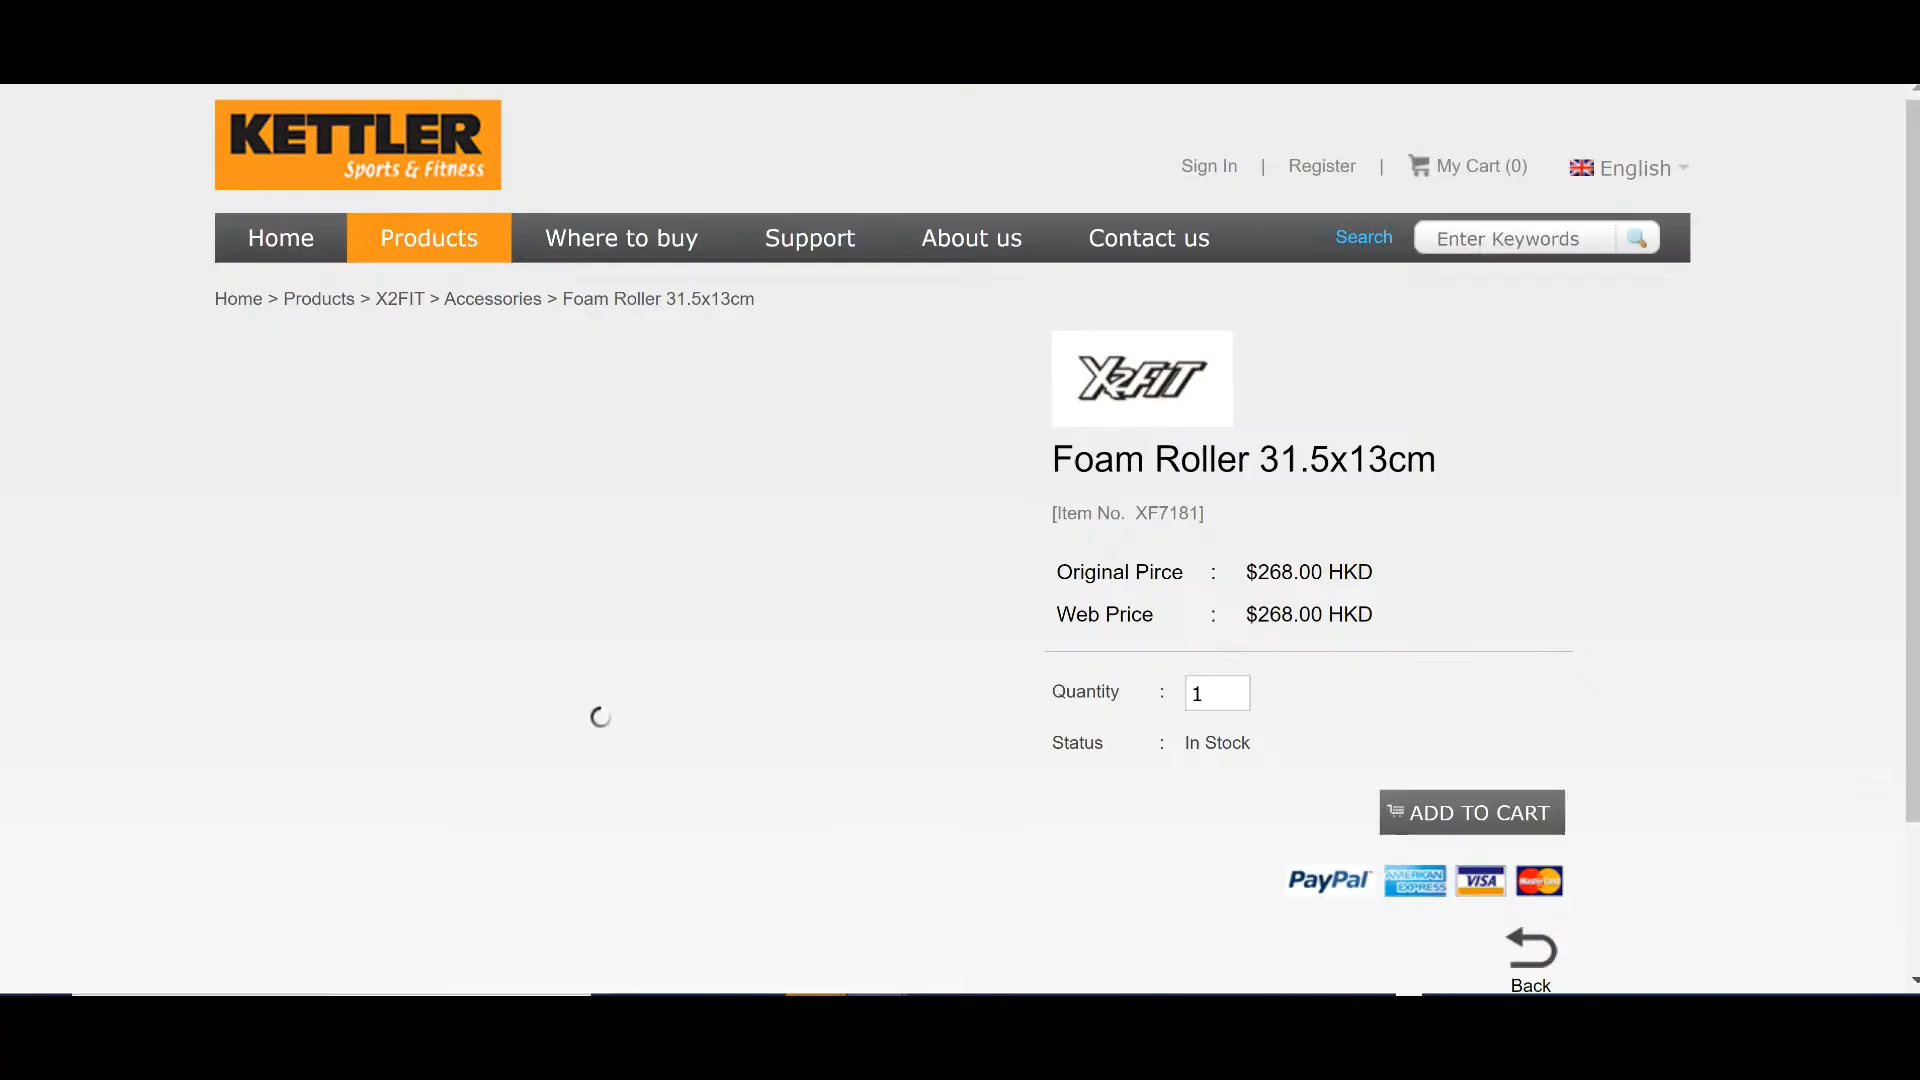 KETTLER
Sports & Fitness
Sign In | Register | My Cart (0) English
Home Products Where to buy Support About us Contact us Search Enter Keywords
Home > Products > X2FIT > Accessories > Foam Roller 31.5x13cm
X2FIT
Foam Roller 31.5x13cm
[Item No. XF7181]
Original Pirce : $268.00 HKD
Web Price : $268.00 HKD
Quantity : 1
Status : In Stock
ADD TO CART
PayPal AMERICAN EXPRESS VISA MasterCard
Back